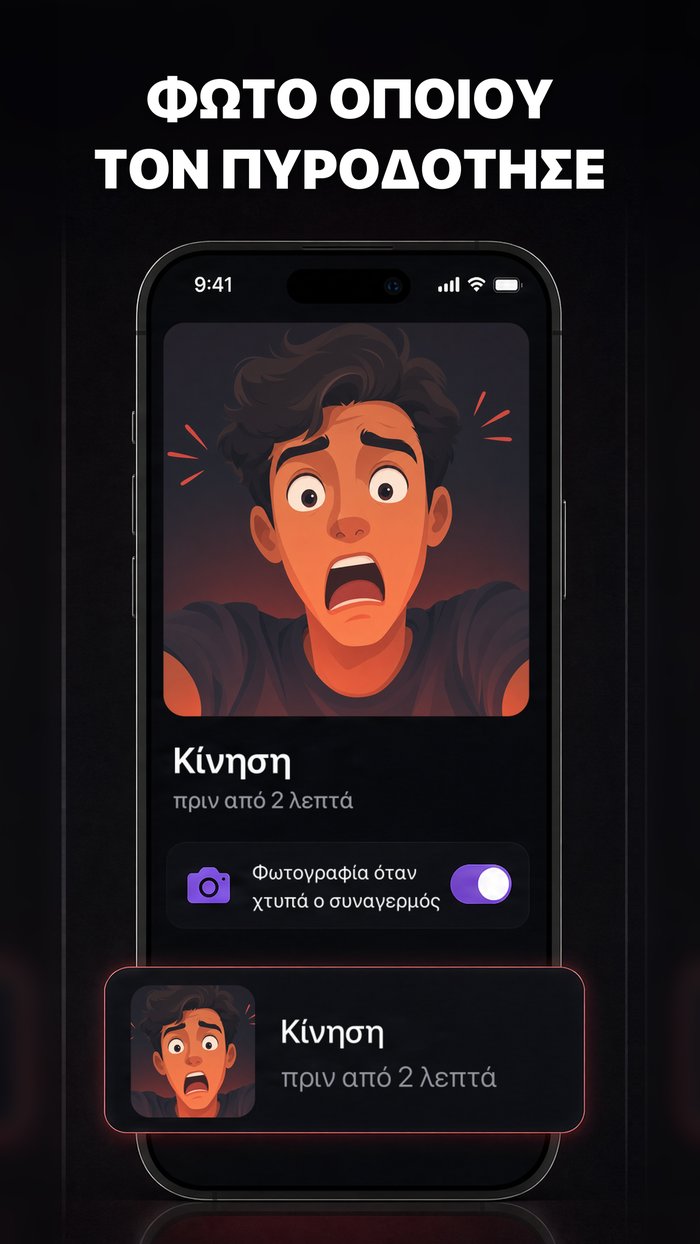 ΦΩΤΟ ΟΠΟΙΟΥ
ΤΟΝ ΠΥΡΟΔΟΤΗΣΕ
9:41
Κίνηση
πριν από 2 λεπτά
Φωτογραφία όταν
χτυπά ο συναγερμός
Κίνηση
πριν από 2 λεπτά